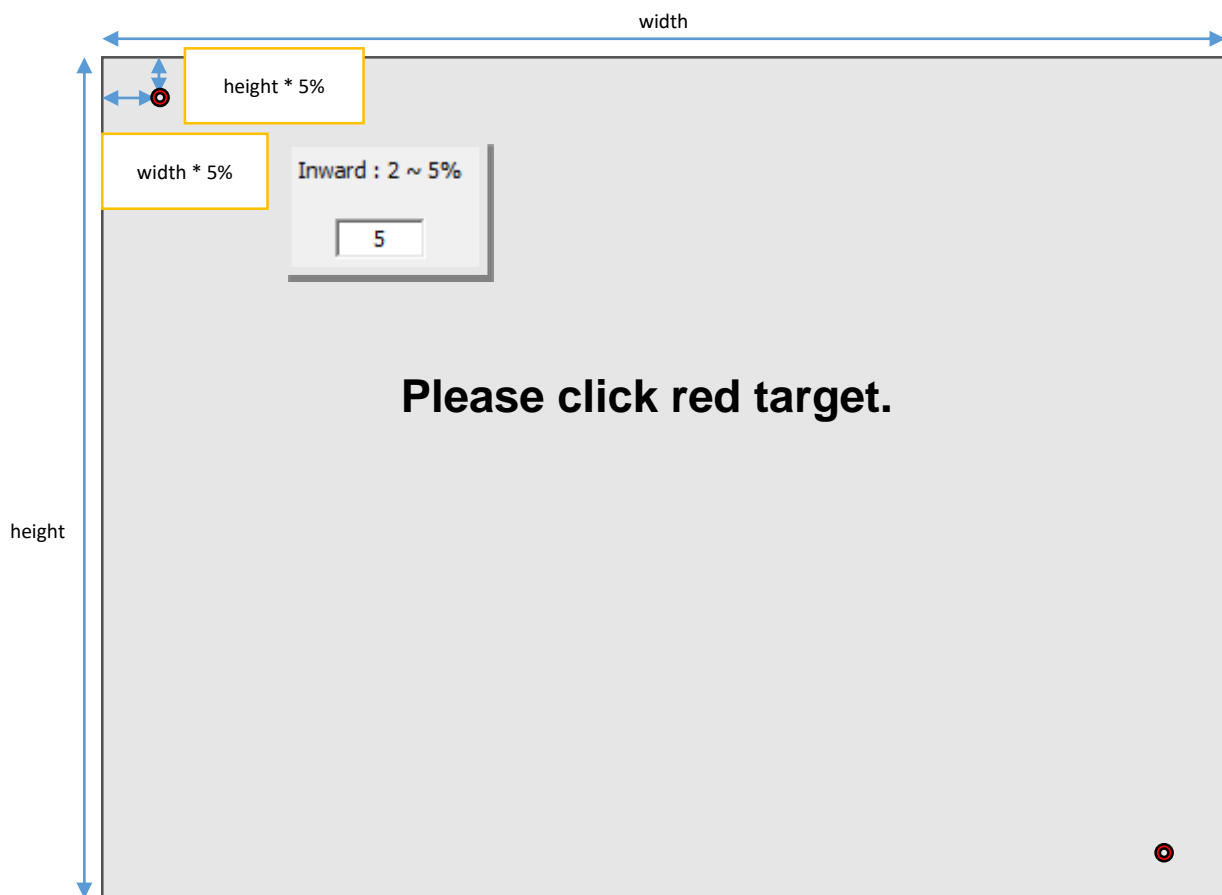 width
height * 5%
width * 5%
Inward : 2 ~ 5%
5
Please click red target.
height